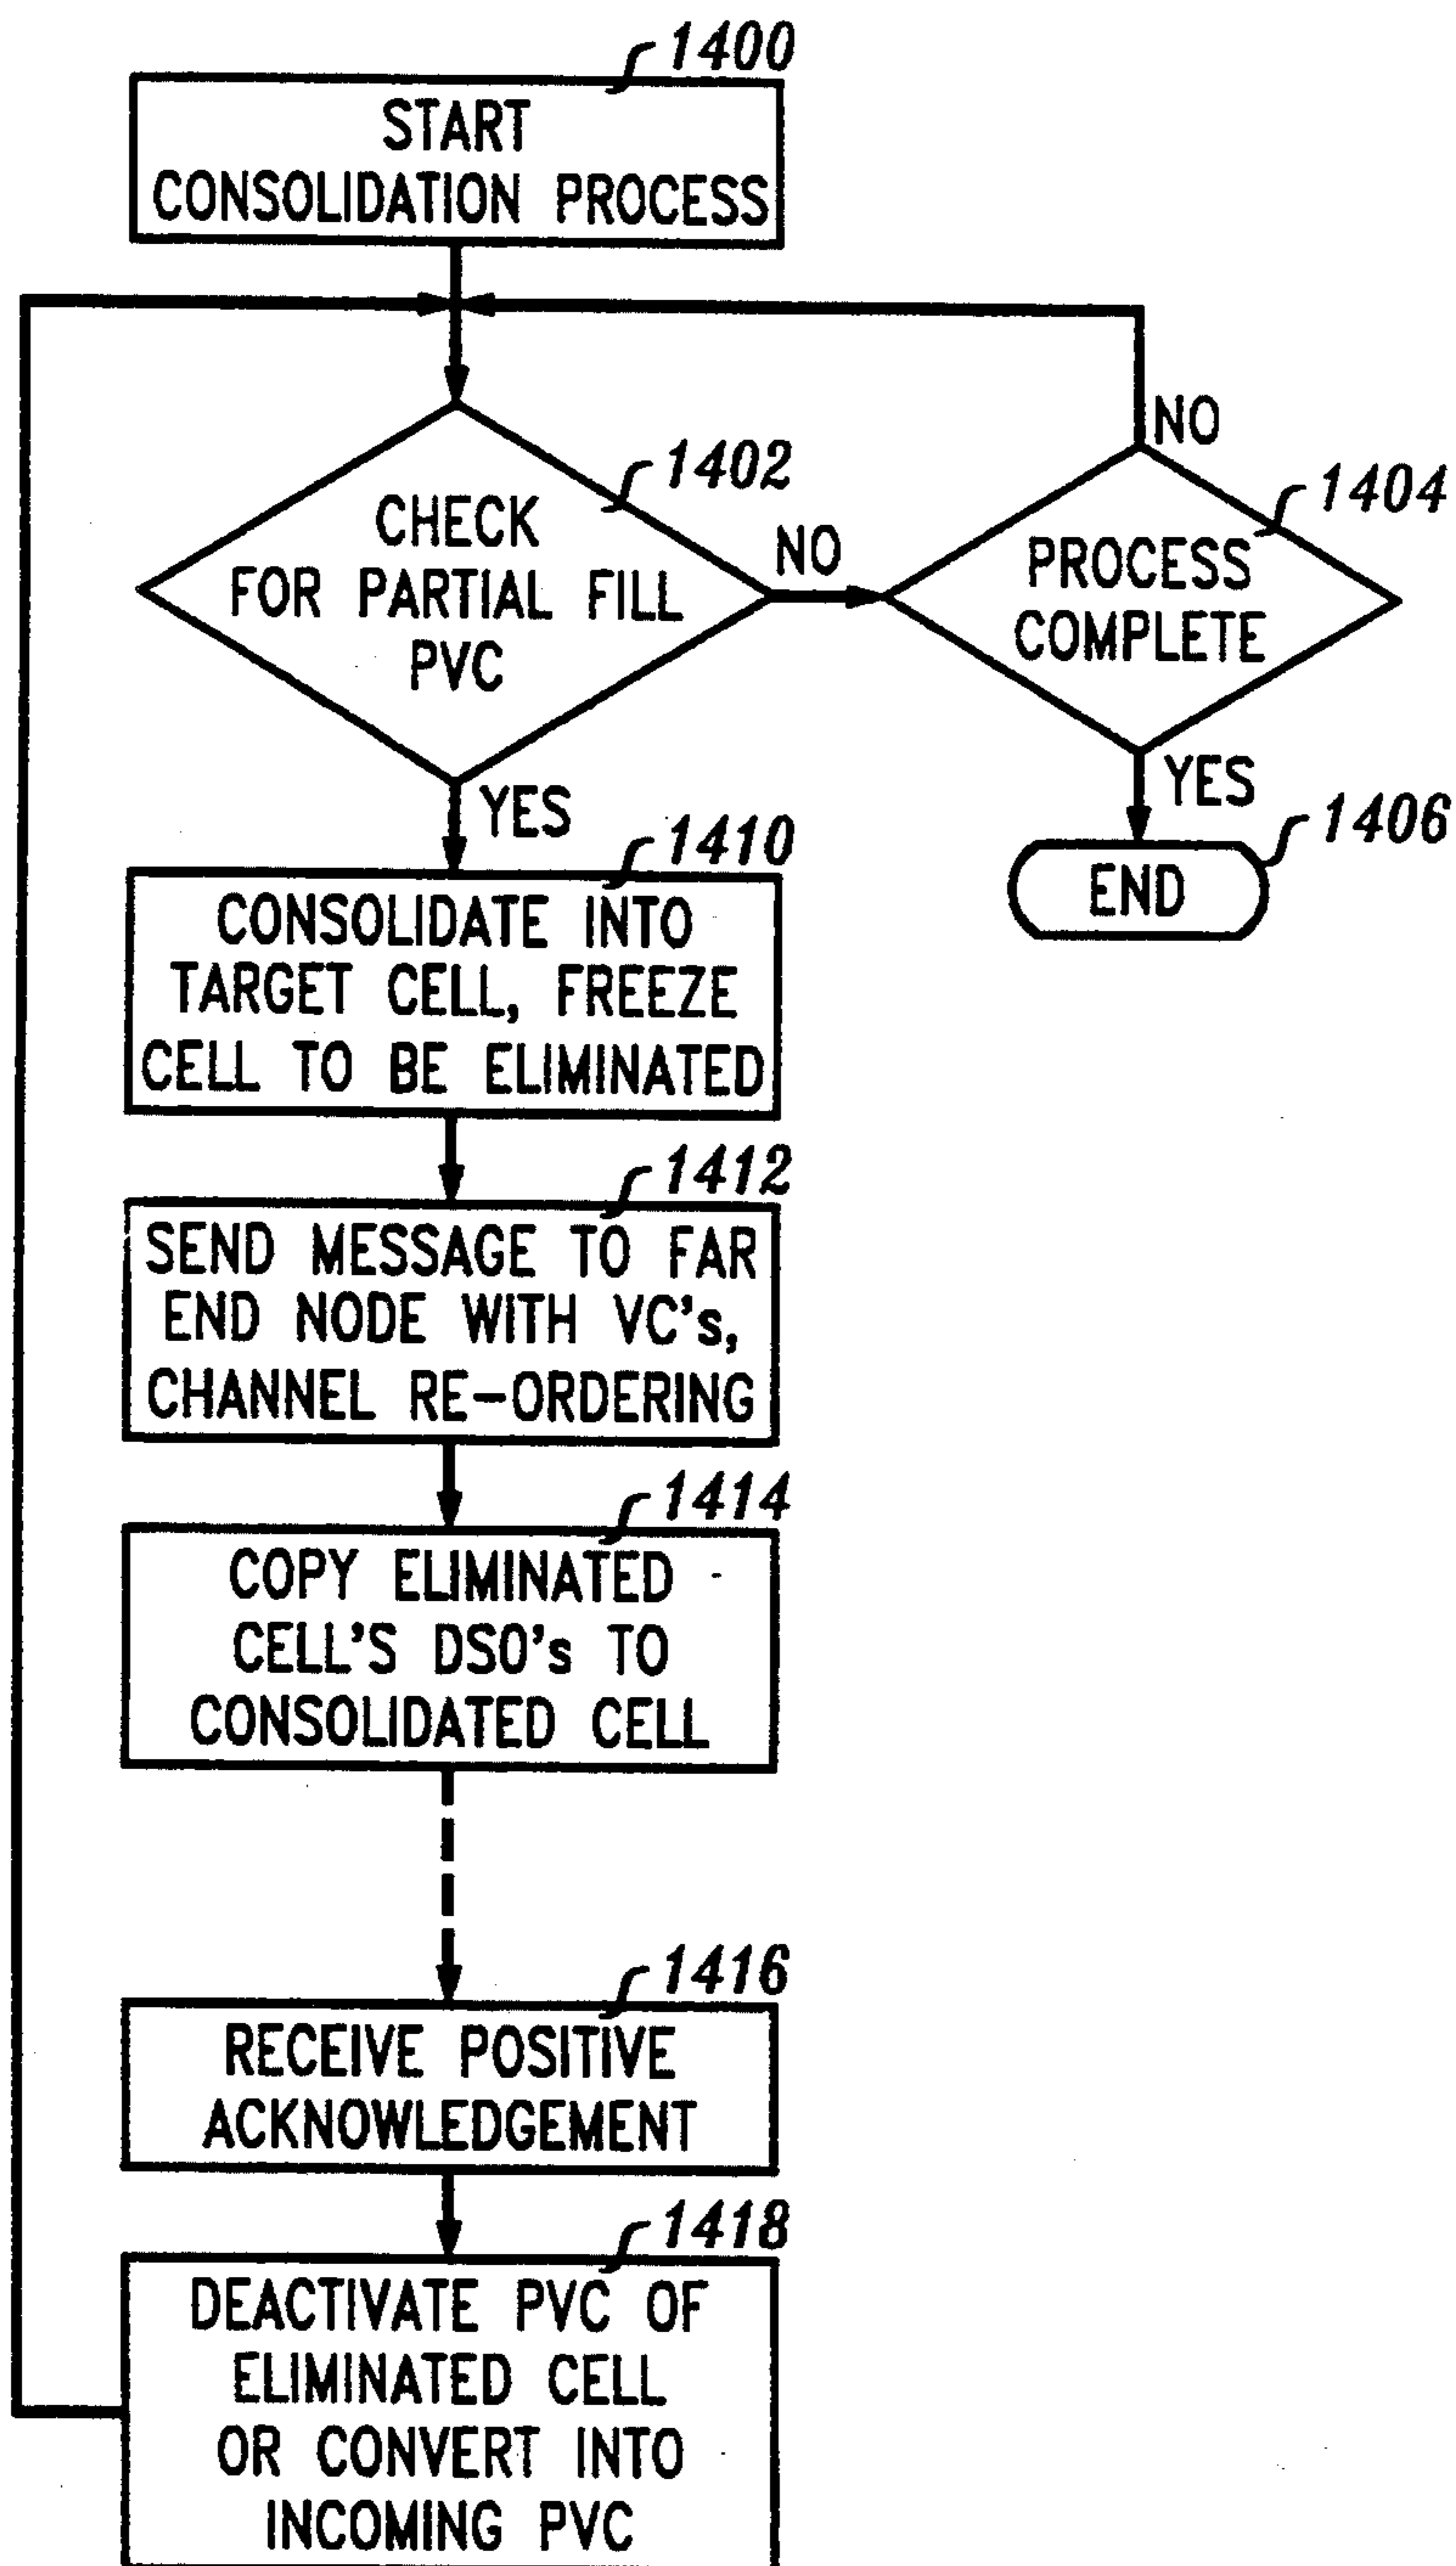 1400
START
CONSOLIDATION PROCESS
1402
CHECK
FOR PARTIAL FILL
PVC
NO
NO
1404
PROCESS
COMPLETE
YES
1406
END
YES
1410
CONSOLIDATE INTO
TARGET CELL, FREEZE
CELL TO BE ELIMINATED
1412
SEND MESSAGE TO FAR
END NODE WITH VC's,
CHANNEL RE-ORDERING
1414
COPY ELIMINATED
CELL'S DS0's TO
CONSOLIDATED CELL
1416
RECEIVE POSITIVE
ACKNOWLEDGEMENT
1418
DEACTIVATE PVC OF
ELIMINATED CELL
OR CONVERT INTO
INCOMING PVC